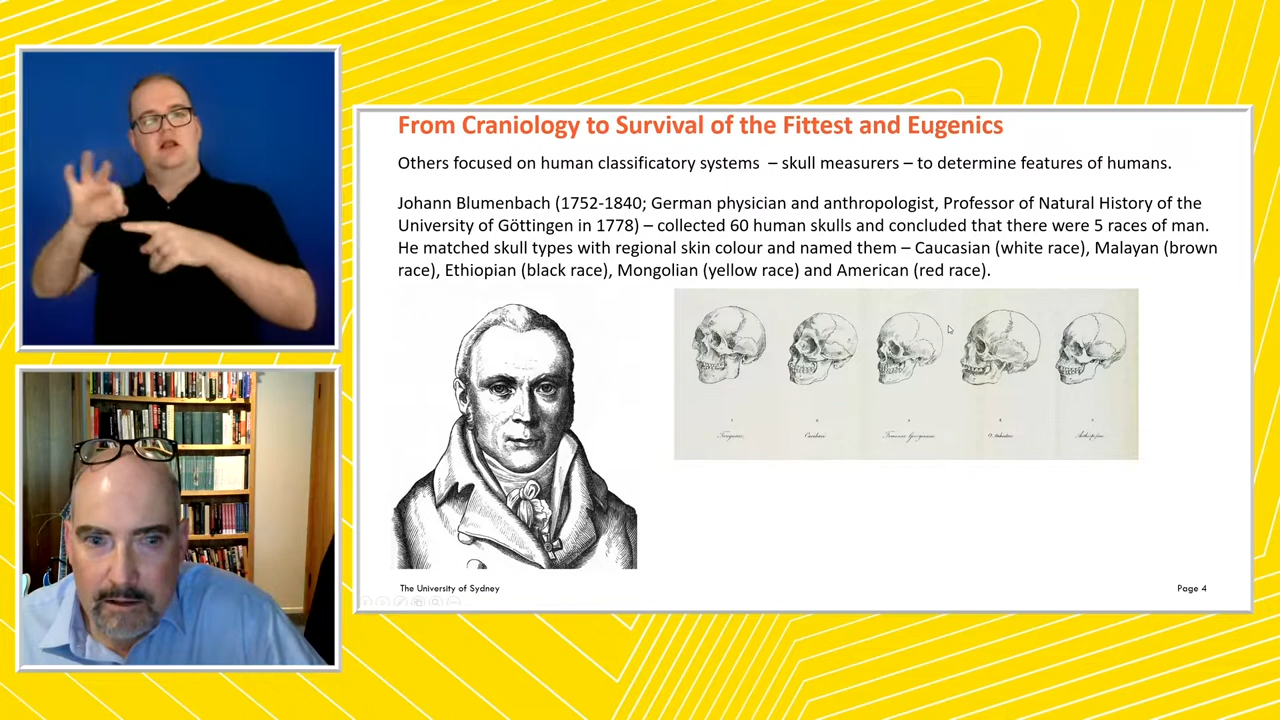 From Craniology to Survival of the Fittest and Eugenics
Others focused on human classificatory systems – skull measurers – to determine features of humans.
Johann Blumenbach (1752-1840; German physician and anthropologist, Professor of Natural History of the
University of Göttingen in 1778) – collected 60 human skulls and concluded that there were 5 races of man.
He matched skull types with regional skin colour and named them – Caucasian (white race), Malayan (brown
race), Ethiopian (black race), Mongolian (yellow race) and American (red race).
The University of Sydney
Page 4